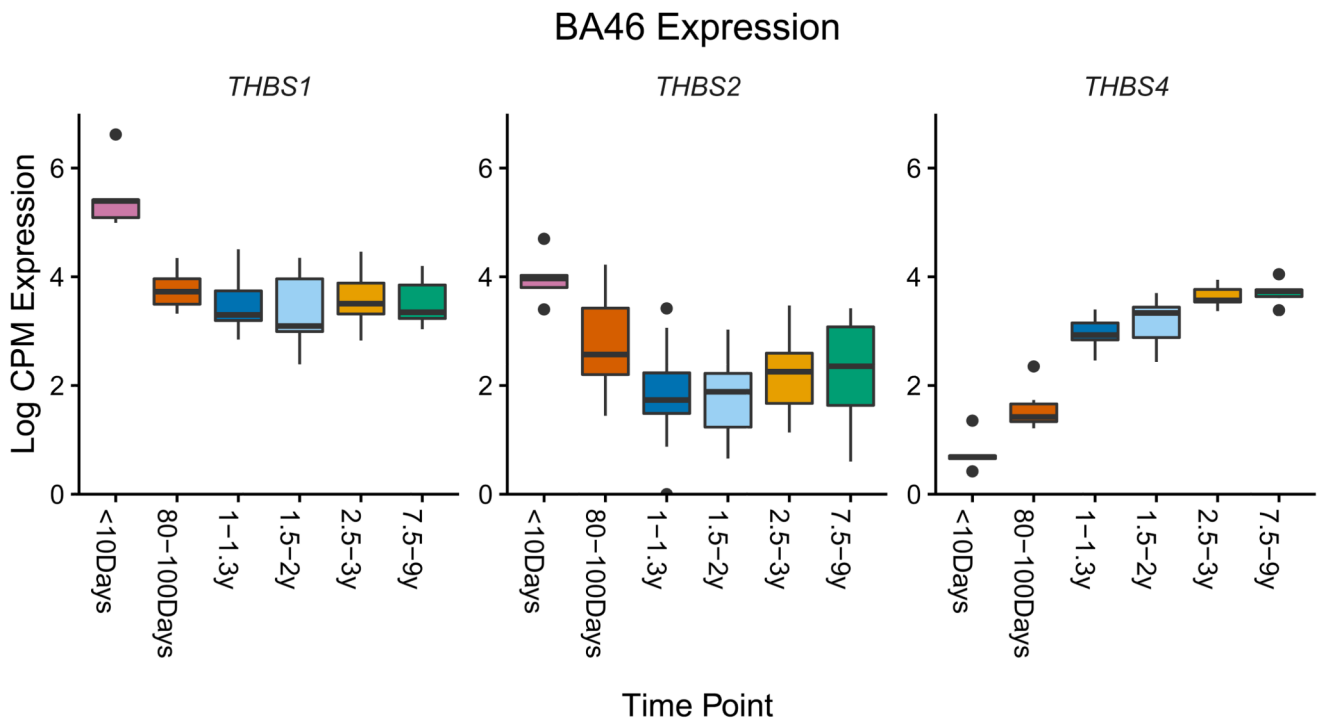 BA46 Expression
THBS1
THBS2
THBS4
Log CPM Expression
6
4
2
0
6
4
2
0
6
4
2
0
<10Days
80−100Days
1−1.3y
1.5−2y
2.5−3y
7.5−9y
<10Days
80−100Days
1−1.3y
1.5−2y
2.5−3y
7.5−9y
<10Days
80−100Days
1−1.3y
1.5−2y
2.5−3y
7.5−9y
Time Point